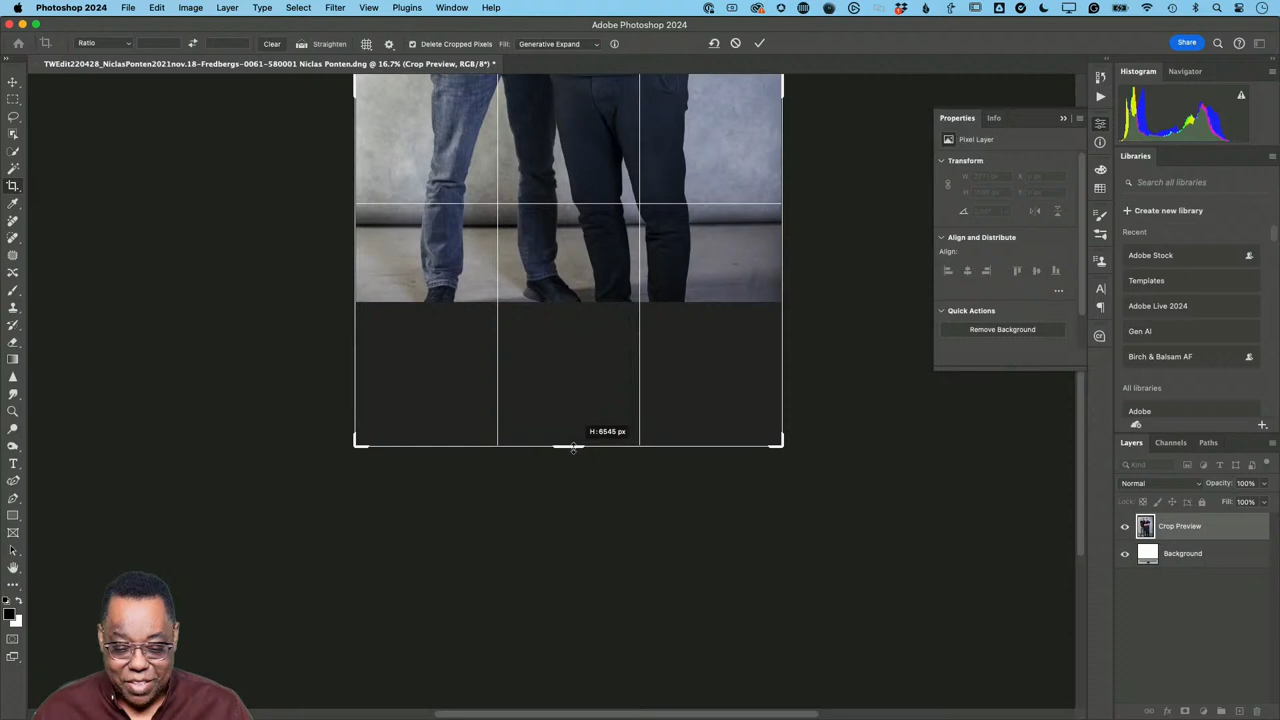 Photoshop 2024 File Edit Image Layer Type Select Filter View Plugins Window Help
Adobe Photoshop 2024
Ratio Clear Straighten Delete Cropped Pixels Fill: Generative Expand Share
TWEdit220428_NiclasPonten2021nov.18-Fredbergs-0061-580001 Niclas Ponten.dng @ 16.7% (Crop Preview, RGB/8*) *
Histogram Navigator
Properties Info
Pixel Layer
Transform
Align and Distribute
Align:
Quick Actions
Remove Background
H: 6545 px
Libraries
Search all libraries
Create new library
Recent
Adobe Stock
Templates
Adobe Live 2024
Gen AI
Birch & Balsam AF
All libraries
Adobe
Layers Channels Paths
Kind
Normal Opacity: 100%
Lock: Fill: 100%
Crop Preview
Background